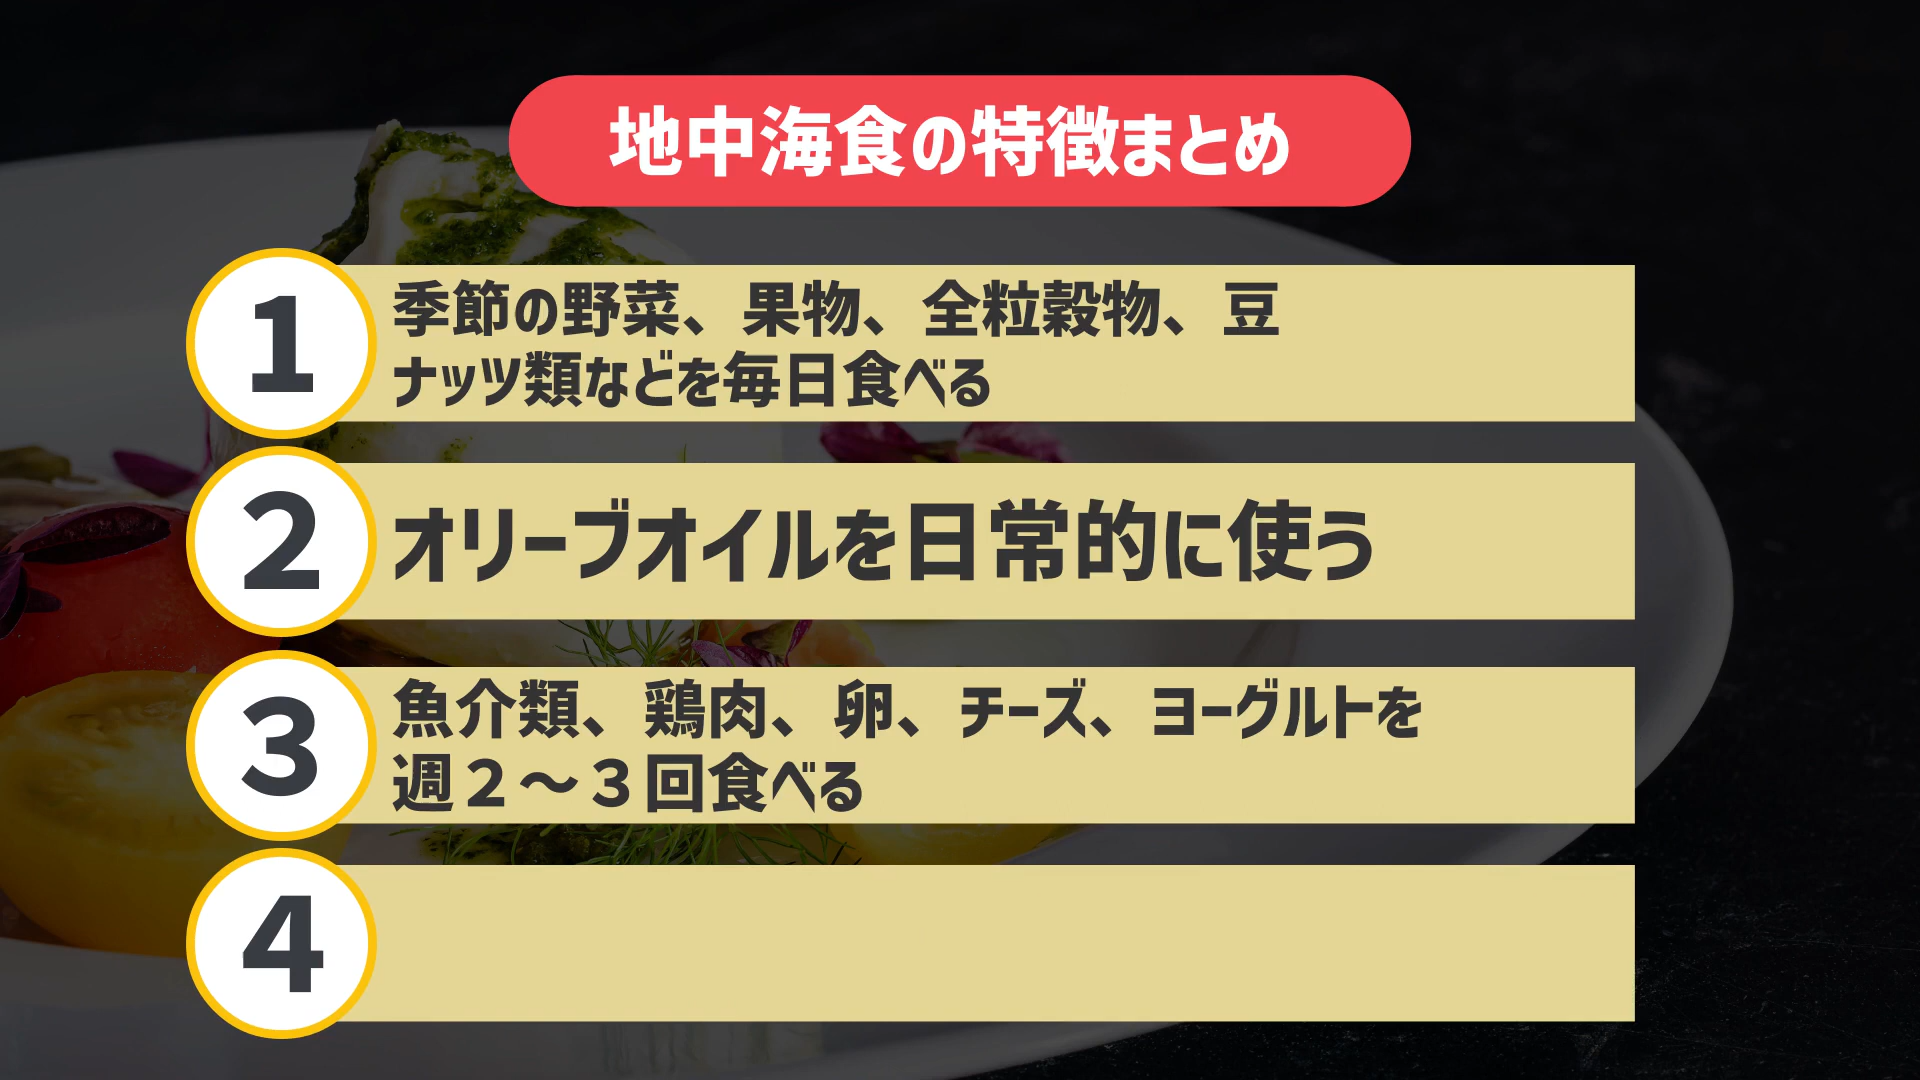 地中海食の特徴まとめ
1
季節の野菜、果物、全粒穀物、豆
ナッツ類などを毎日食べる
2
オリーブオイルを日常的に使う
3
魚介類、鶏肉、卵、チーズ、ヨーグルトを
週２～３回食べる
4